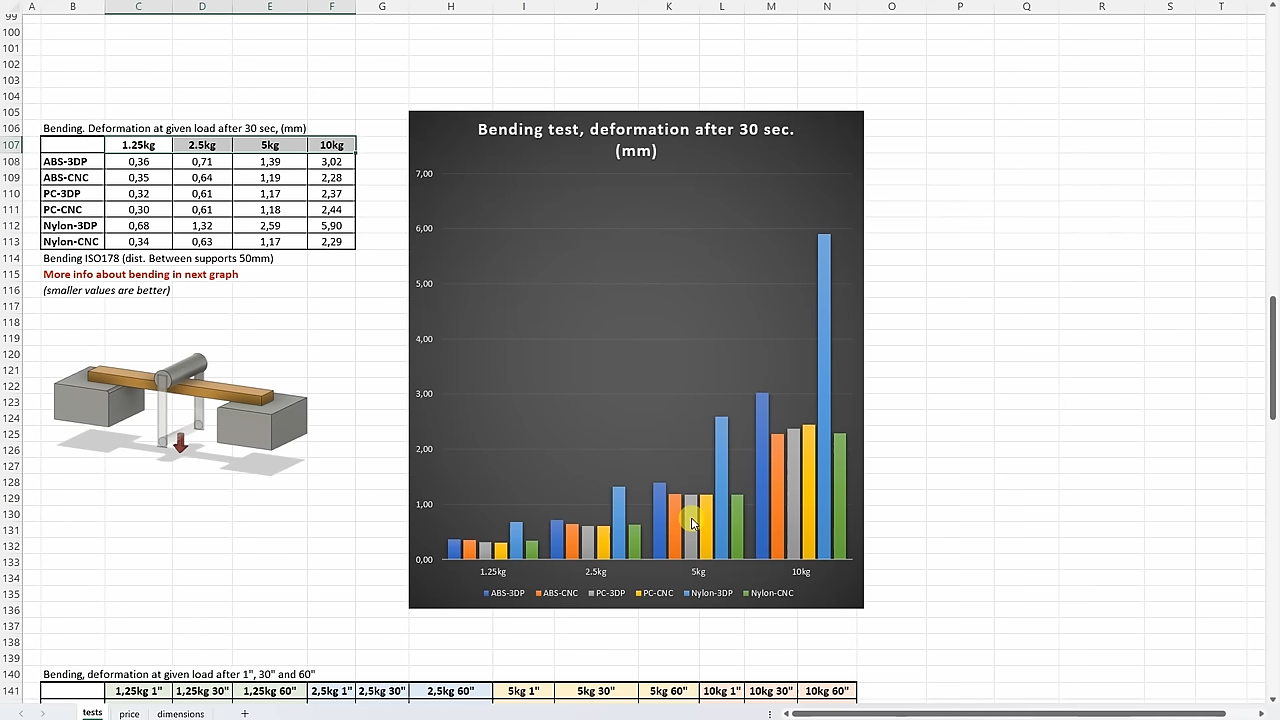 A B C D E F G H I J K L M N O P Q R S T
99
100
101
102
103
104
105
106 Bending. Deformation at given load after 30 sec, (mm)
107 1.25kg 2.5kg 5kg 10kg
108 ABS-3DP 0,36 0,71 1,39 3,02
109 ABS-CNC 0,35 0,64 1,19 2,28
110 PC-3DP 0,32 0,61 1,17 2,37
111 PC-CNC 0,30 0,61 1,18 2,44
112 Nylon-3DP 0,68 1,32 2,59 5,90
113 Nylon-CNC 0,34 0,63 1,17 2,29
114 Bending ISO178 (dist. Between supports 50mm)
115 More info about bending in next graph
116 (smaller values are better)
117
118
119
120
121
122
123
124
125
126
127
128
129
130
131
132
133
134
135
136
137
138
139
Bending test, deformation after 30 sec.
(mm)
7,00
6,00
5,00
4,00
3,00
2,00
1,00
0,00
1.25kg 2.5kg 5kg 10kg
ABS-3DP ABS-CNC PC-3DP PC-CNC Nylon-3DP Nylon-CNC
140 Bending, deformation at given load after 1", 30" and 60"
141 1,25kg 1" 1,25kg 30" 1,25kg 60" 2,5kg 1" 2,5kg 30" 2,5kg 60" 5kg 1" 5kg 30" 5kg 60" 10kg 1" 10kg 30" 10kg 60"
tests price dimensions +